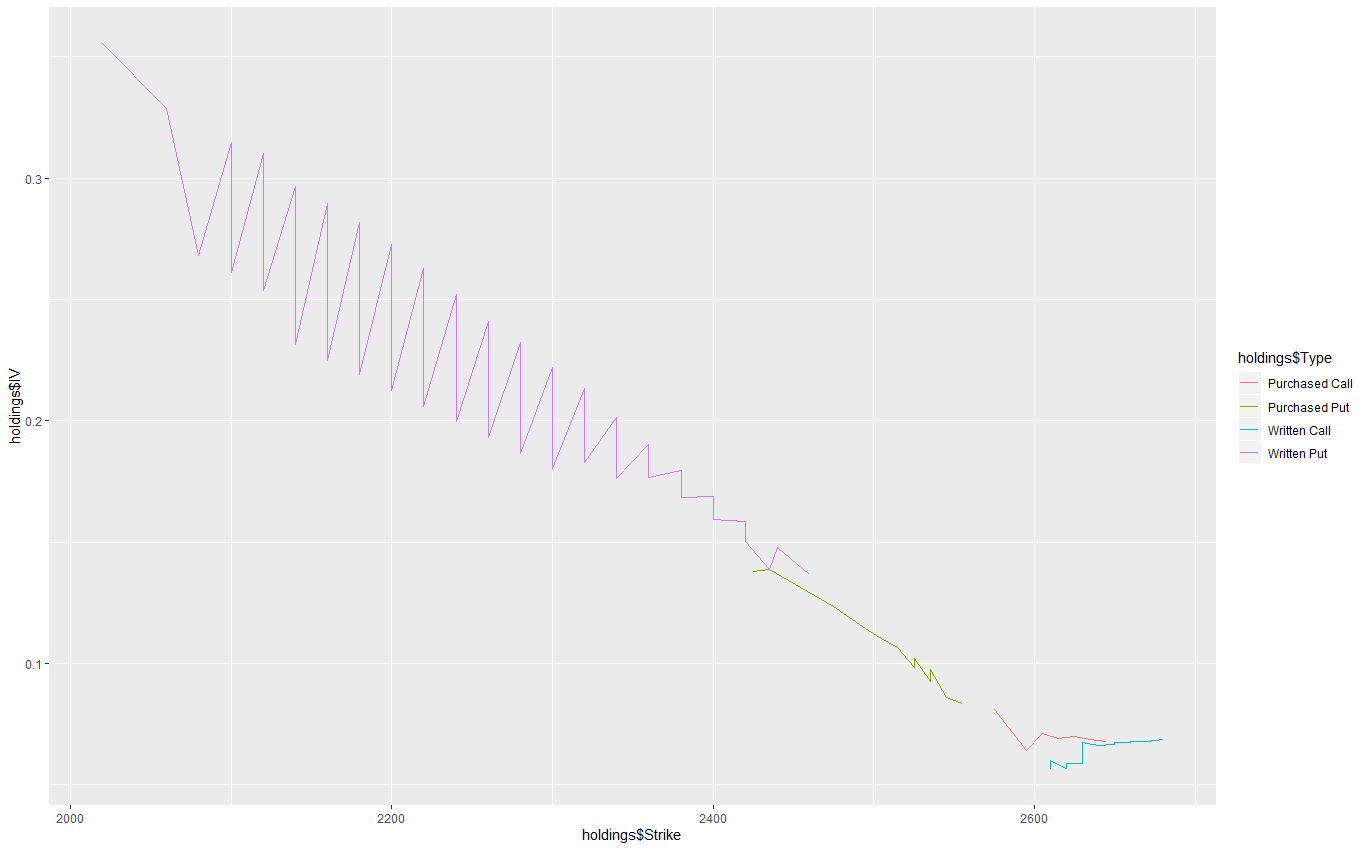 holdings$IV
0.3
0.2
0.1
2000
2200
2400
2600
holdings$Strike
holdings$Type
Purchased Call
Purchased Put
Written Call
Written Put